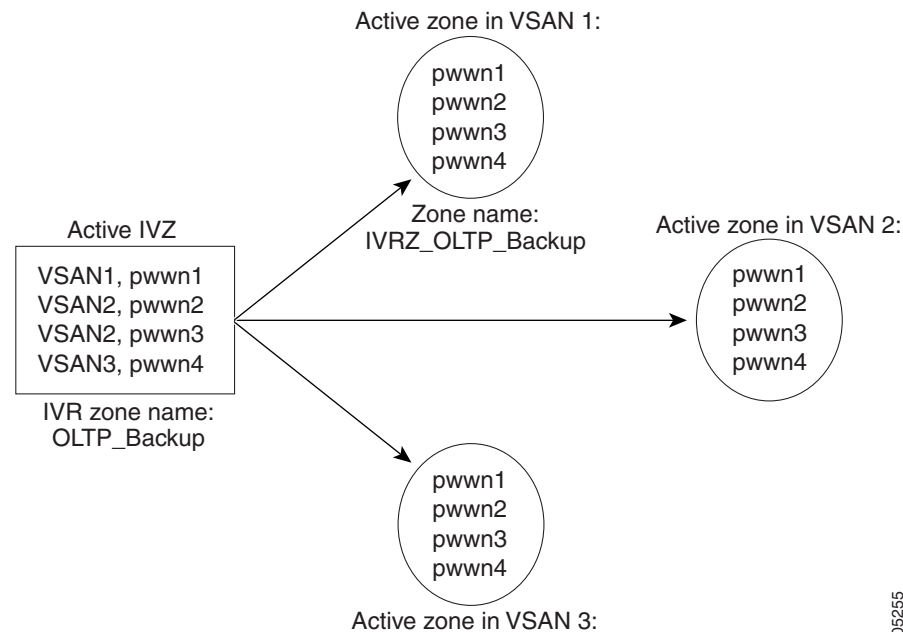 Active zone in VSAN 1:
pwwn1
pwwn2
pwwn3
pwwn4
Zone name:
IVRZ_OLTP_Backup
Active IVZ
VSAN1, pwwn1
VSAN2, pwwn2
VSAN2, pwwn3
VSAN3, pwwn4
IVR zone name:
OLTP_Backup
Active zone in VSAN 2:
pwwn1
pwwn2
pwwn3
pwwn4
pwwn1
pwwn2
pwwn3
pwwn4
Active zone in VSAN 3:
05255